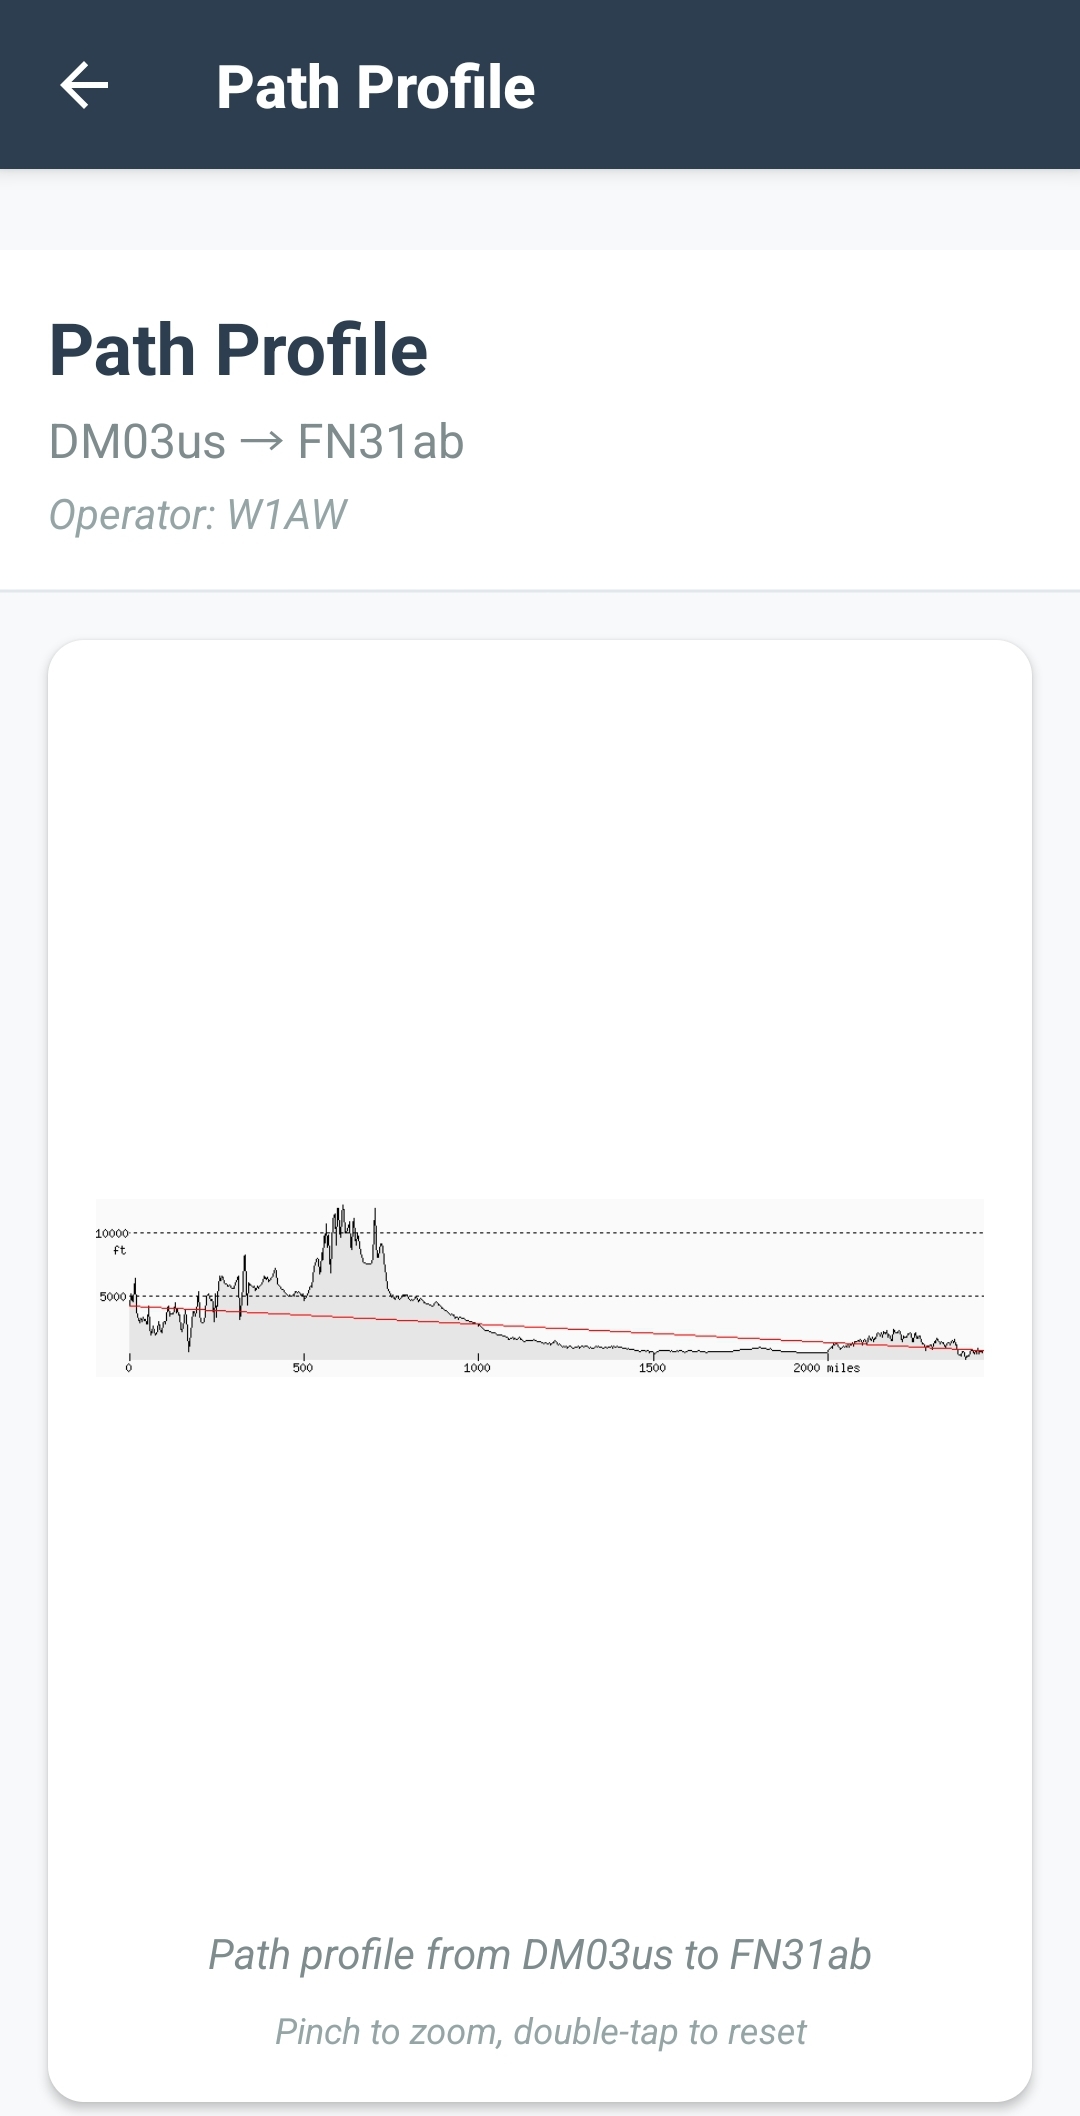 Path Profile
Path Profile
DM03us → FN31ab
Operator: W1AW
10000
ft
5000
0 500 1000 1500 2000 miles
Path profile from DM03us to FN31ab
Pinch to zoom, double-tap to reset